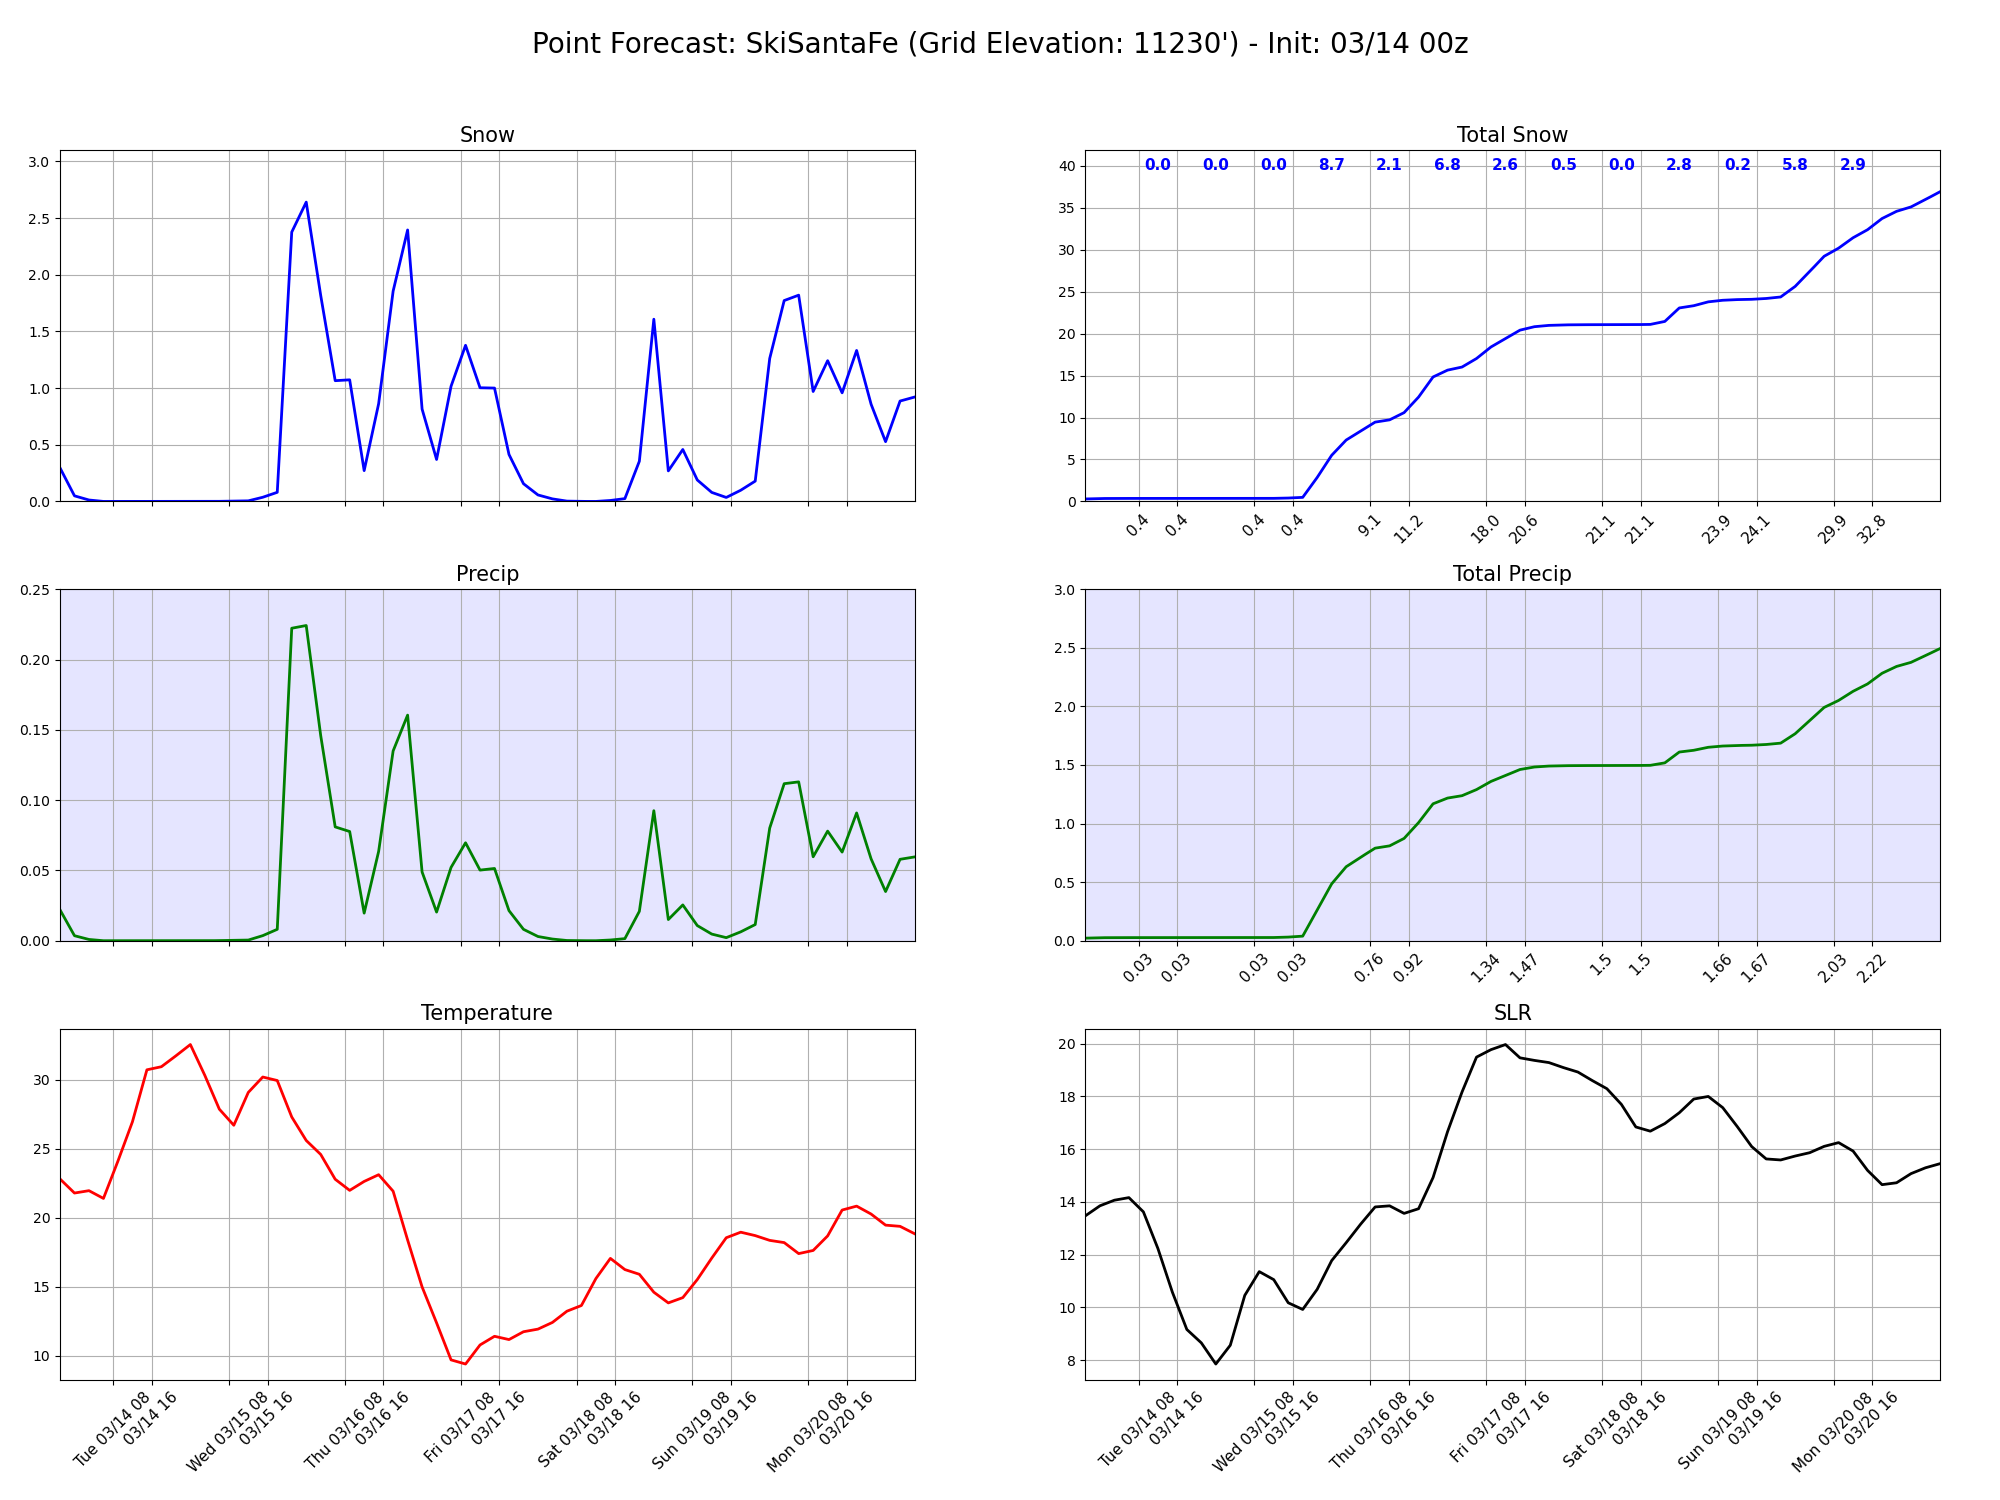 Point Forecast: SkiSantaFe (Grid Elevation: 11230') - Init: 03/14 00z
Snow
3.0
2.5
2.0
1.5
1.0
0.5
0.0
Total Snow
0.0 0.0 0.0 8.7 2.1 6.8 2.6 0.5 0.0 2.8 0.2 5.8 2.9
40
35
30
25
20
15
10
5
0
0.4 0.4 0.4 0.4 9.1 11.2 18.0 20.6 21.1 21.1 23.9 24.1 29.9 32.8
Precip
0.25
0.20
0.15
0.10
0.05
0.00
Total Precip
3.0
2.5
2.0
1.5
1.0
0.5
0.0
0.03 0.03 0.03 0.03 0.76 0.92 1.34 1.47 1.5 1.5 1.66 1.67 2.03 2.22
Temperature
30
25
20
15
10
Tue 03/14 08
03/14 16
Wed 03/15 08
03/15 16
Thu 03/16 08
03/16 16
Fri 03/17 08
03/17 16
Sat 03/18 08
03/18 16
Sun 03/19 08
03/19 16
Mon 03/20 08
03/20 16
SLR
20
18
16
14
12
10
8
Tue 03/14 08
03/14 16
Wed 03/15 08
03/15 16
Thu 03/16 08
03/16 16
Fri 03/17 08
03/17 16
Sat 03/18 08
03/18 16
Sun 03/19 08
03/19 16
Mon 03/20 08
03/20 16